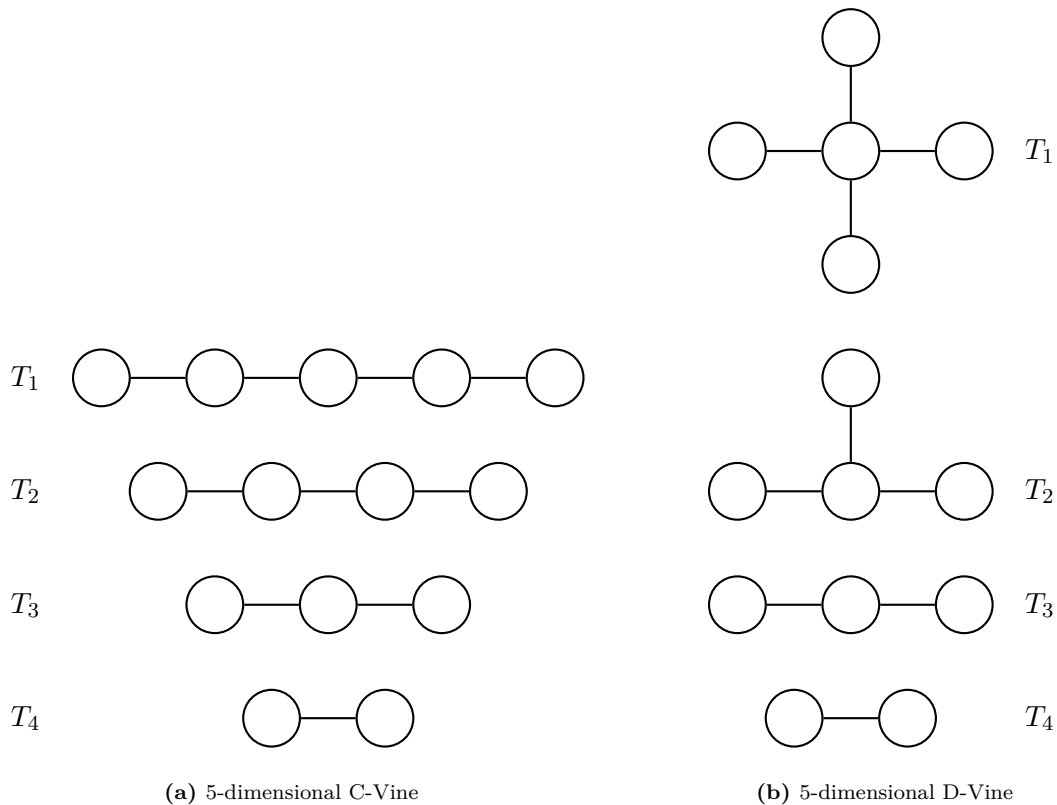 T₁
T₁
T₂
T₂
T₃
T₃
T₄
T₄
(a) 5-dimensional C-Vine
(b) 5-dimensional D-Vine